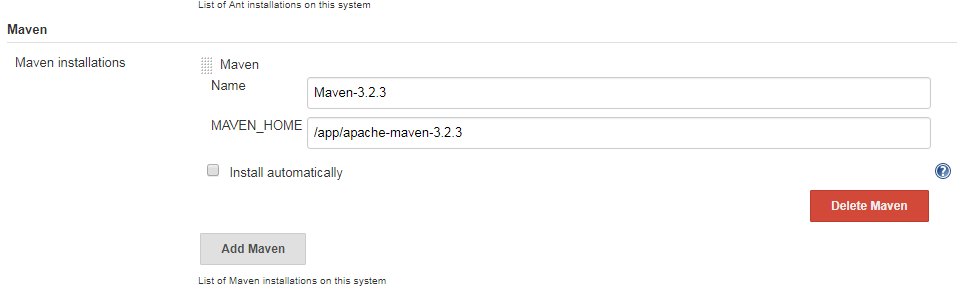 List of Ant installations on this system
Maven
Maven installations
Maven
Name
Maven-3.2.3
MAVEN_HOME
/app/apache-maven-3.2.3
Install automatically
?
Delete Maven
Add Maven
List of Maven installations on this system